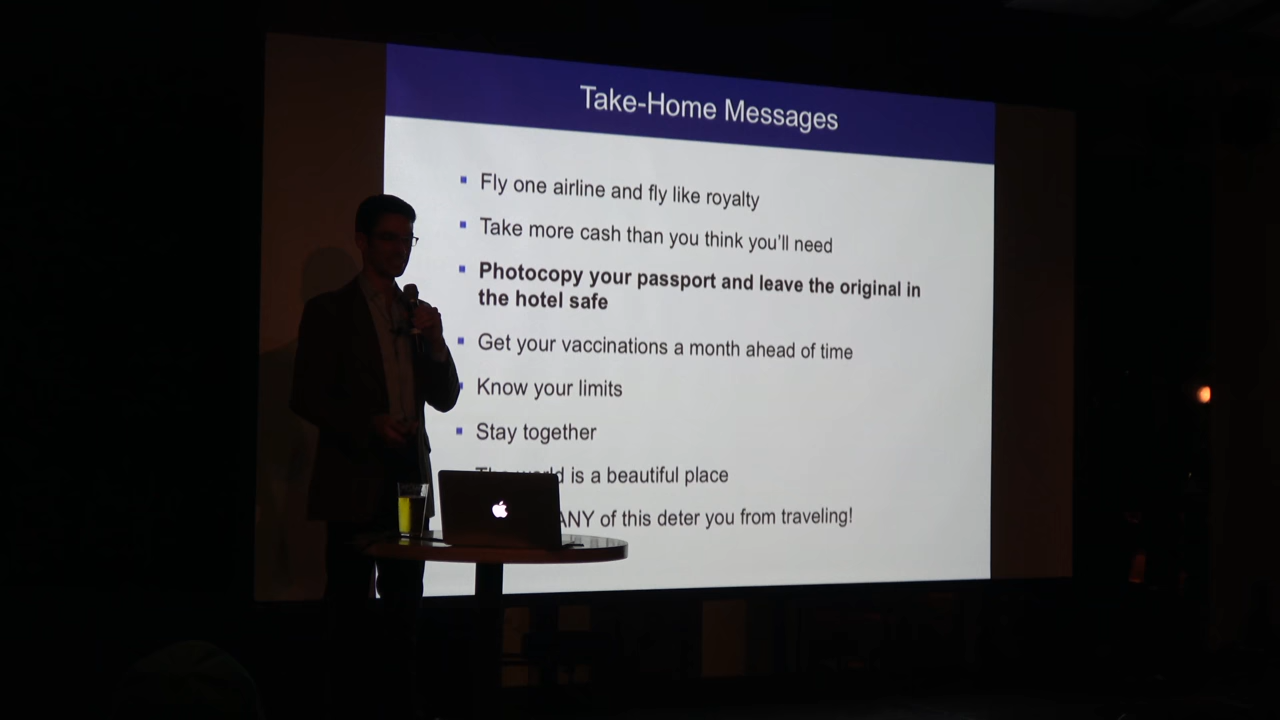 Take-Home Messages
Fly one airline and fly like royalty
Take more cash than you think you'll need
Photocopy your passport and leave the original in
the hotel safe
Get your vaccinations a month ahead of time
Know your limits
Stay together
The world is a beautiful place
ANY of this deter you from traveling!